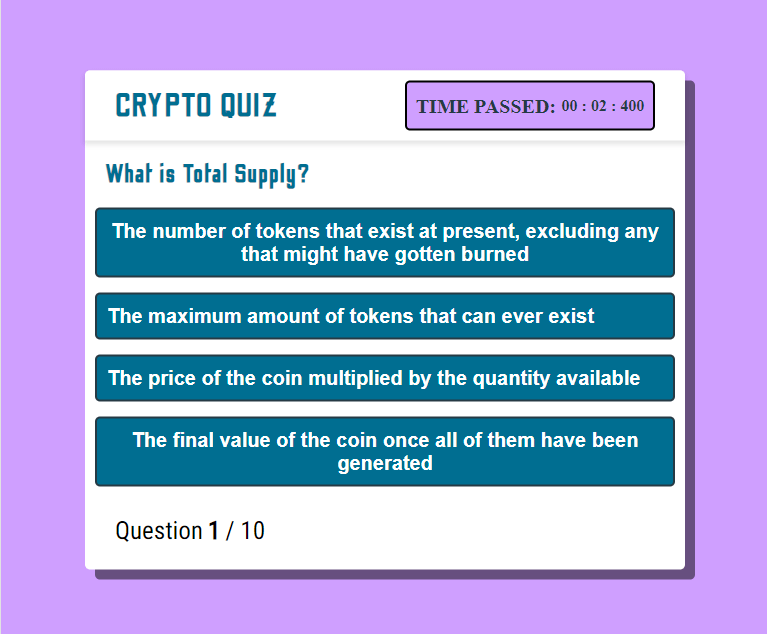 CRYPTO QUIZ
TIME PASSED: 00 : 02 : 400
What is Total Supply?
The number of tokens that exist at present, excluding any
that might have gotten burned
The maximum amount of tokens that can ever exist
The price of the coin multiplied by the quantity available
The final value of the coin once all of them have been
generated
Question 1 / 10